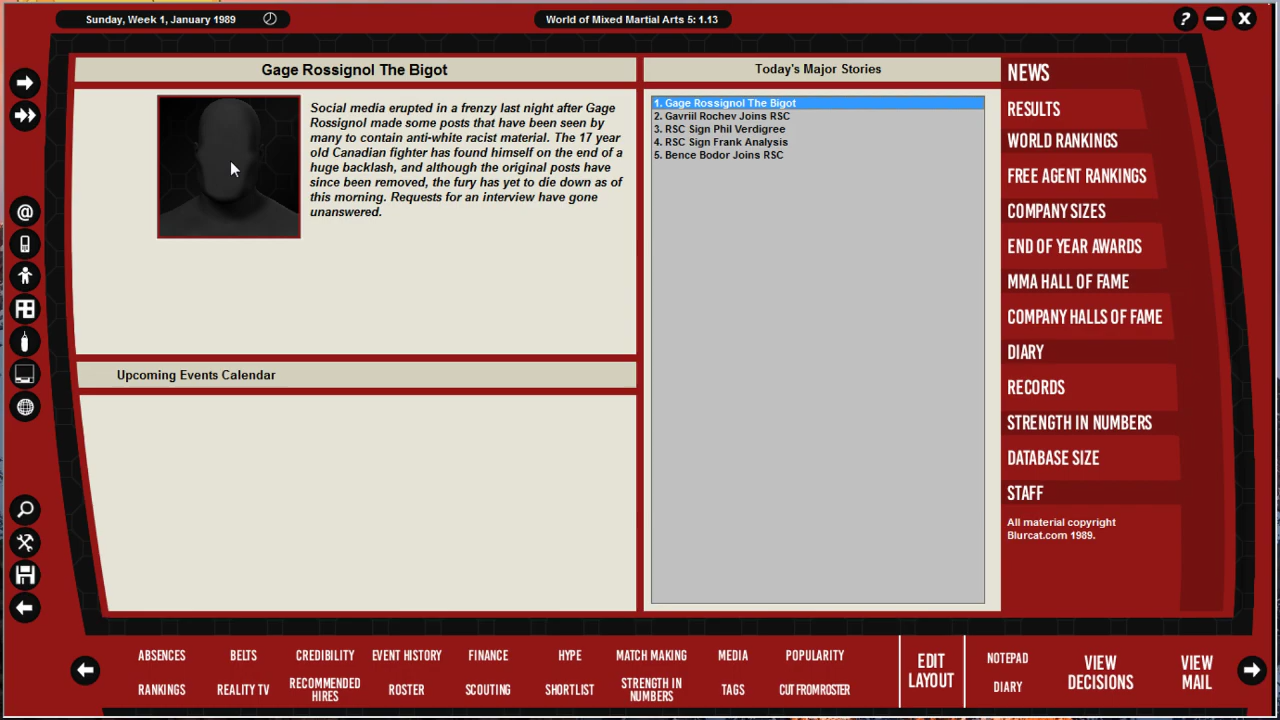 Sunday, Week 1, January 1989
World of Mixed Martial Arts 5: 1.13
?
X
Gage Rossignol The Bigot
Social media erupted in a frenzy last night after Gage
Rossignol made some posts that have been seen by
many to contain anti-white racist material. The 17 year
old Canadian fighter has found himself on the end of a
huge backlash, and although the original posts have
since been removed, the fury has yet to die down as of
this morning. Requests for an interview have gone
unanswered.
Upcoming Events Calendar
Today's Major Stories
1. Gage Rossignol The Bigot
2. Gavriil Rochev Joins RSC
3. RSC Sign Phil Verdigree
4. RSC Sign Frank Analysis
5. Bence Bodor Joins RSC
NEWS
RESULTS
WORLD RANKINGS
FREE AGENT RANKINGS
COMPANY SIZES
END OF YEAR AWARDS
MMA HALL OF FAME
COMPANY HALLS OF FAME
DIARY
RECORDS
STRENGTH IN NUMBERS
DATABASE SIZE
STAFF
All material copyright
Blurcat.com 1989.
@
ABSENCES
BELTS
CREDIBILITY
EVENT HISTORY
FINANCE
HYPE
MATCH MAKING
MEDIA
POPULARITY
RANKINGS
REALITY TV
RECOMMENDED
HIRES
ROSTER
SCOUTING
SHORTLIST
STRENGTH IN
NUMBERS
TAGS
CUT FROM ROSTER
EDIT
LAYOUT
NOTEPAD
DIARY
VIEW
DECISIONS
VIEW
MAIL